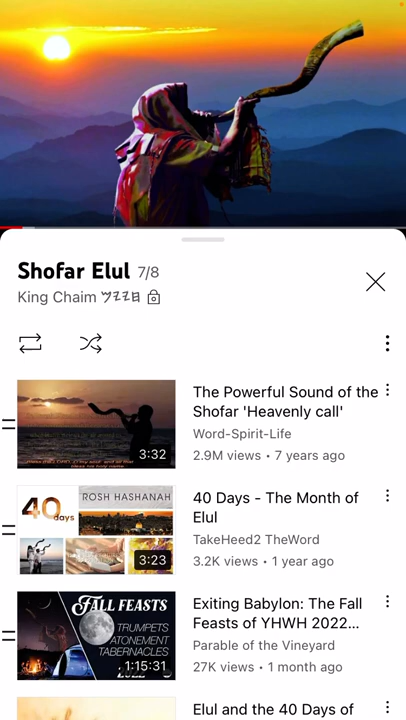 Shofar Elul 7/8
King Chaim 𐤇𐤉𐤉𐤌
3:32
The Powerful Sound of the
Shofar 'Heavenly call'
Word-Spirit-Life
2.9M views • 7 years ago
40
days
ROSH HASHANAH
3:23
40 Days - The Month of
Elul
TakeHeed2 TheWord
3.2K views • 1 year ago
FALL FEASTS
TRUMPETS
ATONEMENT
TABERNACLES
1:15:31
Exiting Babylon: The Fall
Feasts of YHWH 2022...
Parable of the Vineyard
27K views • 1 month ago
Elul and the 40 Days of